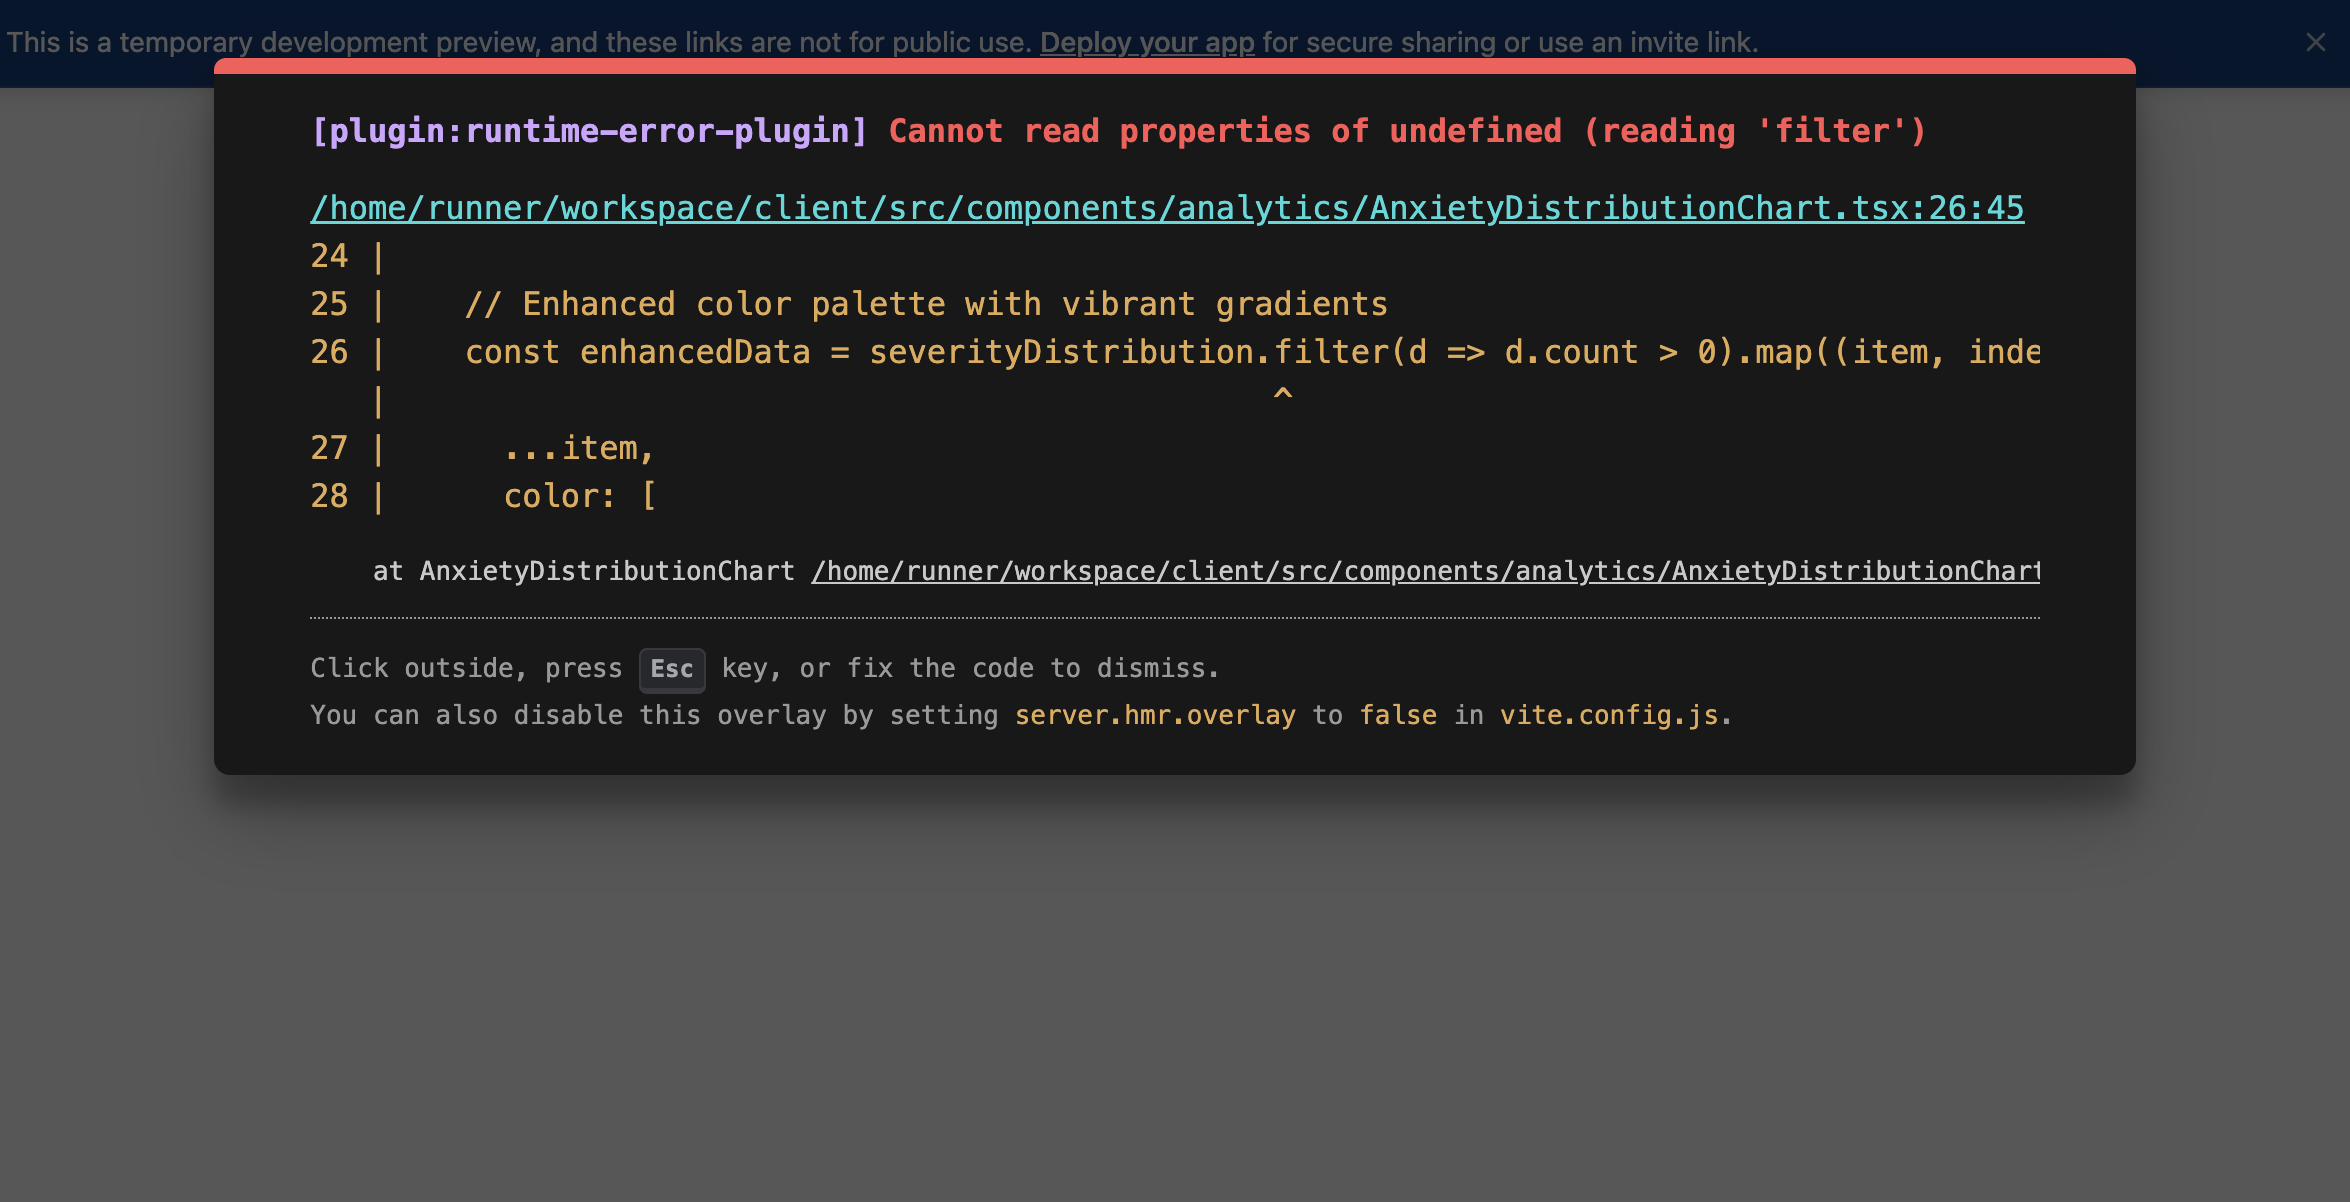 This is a temporary development preview, and these links are not for public use. Deploy your app for secure sharing or use an invite link.
[plugin:runtime-error-plugin] Cannot read properties of undefined (reading 'filter')
/home/runner/workspace/client/src/components/analytics/AnxietyDistributionChart.tsx:26:45
24 |
25 |    // Enhanced color palette with vibrant gradients
26 |    const enhancedData = severityDistribution.filter(d => d.count > 0).map((item, inde
   |                                              ^
27 |      ...item,
28 |      color: [
at AnxietyDistributionChart /home/runner/workspace/client/src/components/analytics/AnxietyDistributionChart
Click outside, press Esc key, or fix the code to dismiss.
You can also disable this overlay by setting server.hmr.overlay to false in vite.config.js.